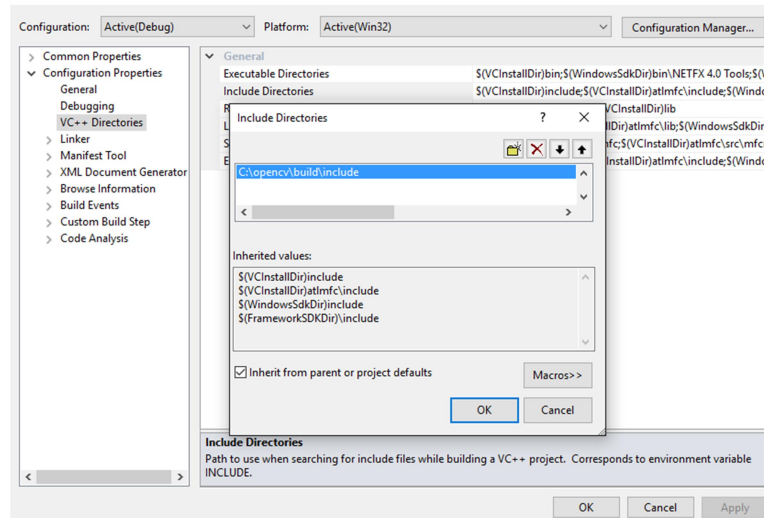 Configuration: Active(Debug) Platform: Active(Win32) Configuration Manager...
Common Properties
Configuration Properties
General
Debugging
VC++ Directories
Linker
Manifest Tool
XML Document Generator
Browse Information
Build Events
Custom Build Step
Code Analysis
General
Executable Directories $(VCInstallDir)bin;$(WindowsSdkDir)bin\NETFX 4.0 Tools;$(
Include Directories $(VCInstallDir)include;$(VCInstallDir)atlmfc\include;$(Windo
R VCInstallDir)lib
L llDir)atlmfc\lib;$(WindowsSdkDir
S nfc;$(VCInstallDir)atlmfc\src\mfc
E nstallDir)atlmfc\include;$(Windo
Include Directories ?
C:\opencv\build\include
Inherited values:
$(VCInstallDir)include
$(VCInstallDir)atlmfc\include
$(WindowsSdkDir)include
$(FrameworkSDKDir)\include
Inherit from parent or project defaults
Macros>>
OK Cancel
Include Directories
Path to use when searching for include files while building a VC++ project. Corresponds to environment variable
INCLUDE.
OK Cancel Apply